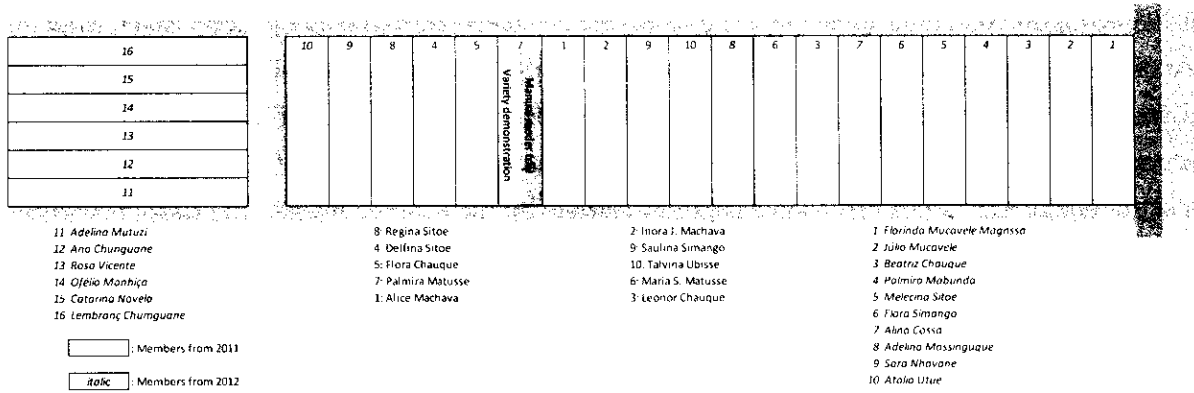 16
15
14
13
12
11
10 9 8 4 5 7 1 2 9 10 8 6 3 7 6 5 4 3 2 1
Variety demonstration
11 Adelina Mutuzi
12 Ana Chunguane
13 Rosa Vicente
14 Ofélio Manhiça
15 Catarina Novela
16 Lembranç Chumguane
8: Regina Sitoe
4: Delfina Sitoe
5: Flora Chauque
7: Palmira Matusse
1: Alice Machava
2: J. Machava
9: Saulina Simango
10. Talvina Ubisse
6: Maria S. Matusse
3: Leonor Chauque
1 Florinda Mucavele Magassa
2 Júlio Mucavele
3 Beatriz Chauque
4 Palmira Mabunda
5 Melecina Sitoe
6 Flora Simango
7 Alina Cossa
8 Adelina Massinguque
9 Sara Nhavane
10 Atalia Utue
: Members from 2011
italic : Members from 2012